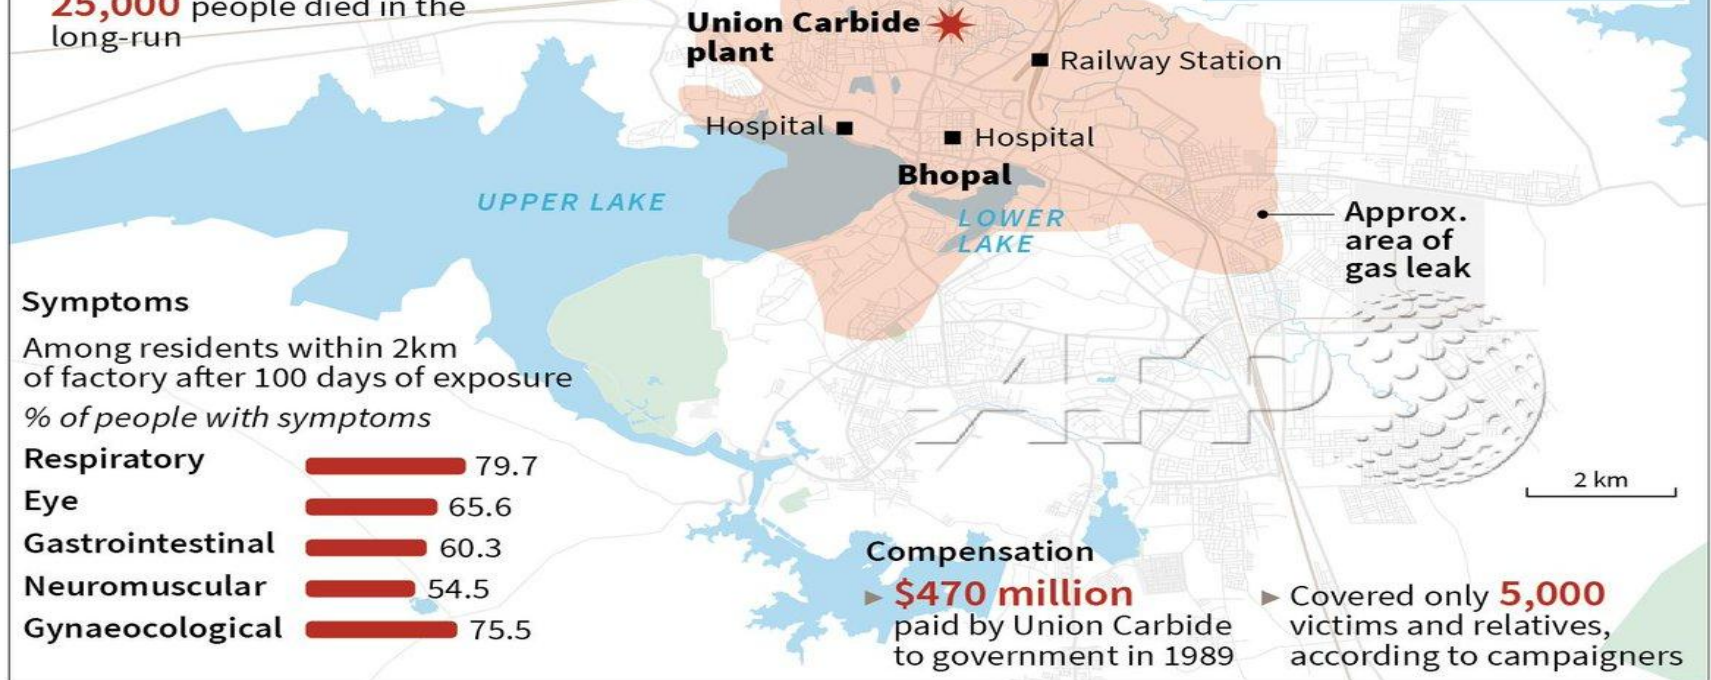 25,000 people died in the
long-run
Union Carbide
plant
Railway Station
Hospital
Hospital
Bhopal
UPPER LAKE
LOWER
LAKE
Approx.
area of
gas leak
Symptoms
Among residents within 2km
of factory after 100 days of exposure
% of people with symptoms
Respiratory 79.7
Eye 65.6
Gastrointestinal 60.3
Neuromuscular 54.5
Gynaeocological 75.5
AFP
2 km
Compensation
$470 million
paid by Union Carbide
to government in 1989
Covered only 5,000
victims and relatives,
according to campaigners